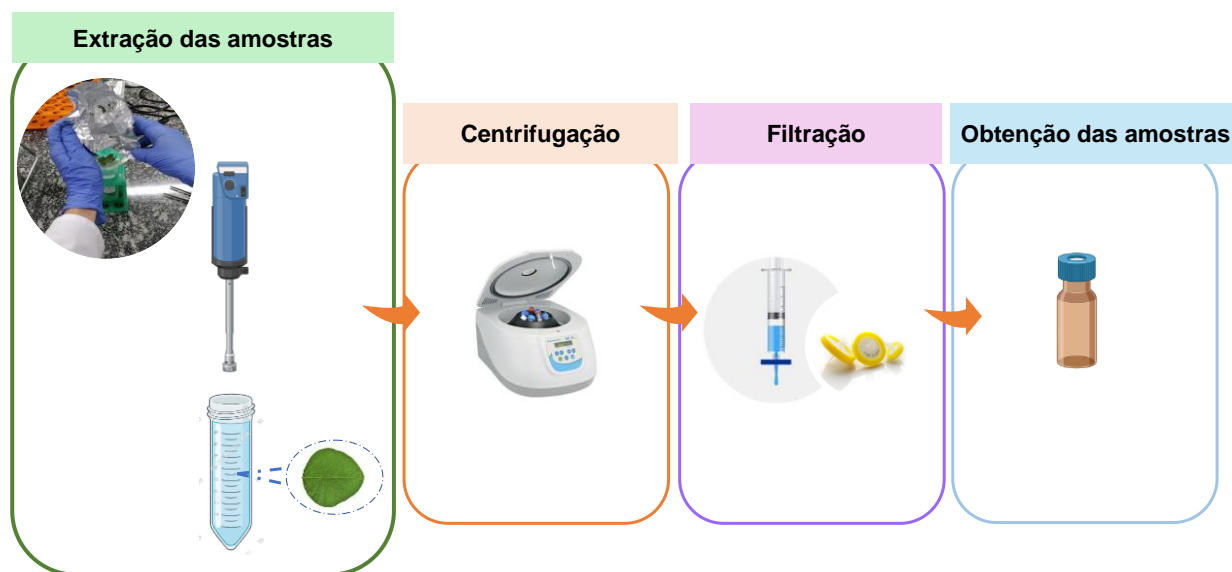 Extração das amostras
Centrifugação
Filtração
Obtenção das amostras